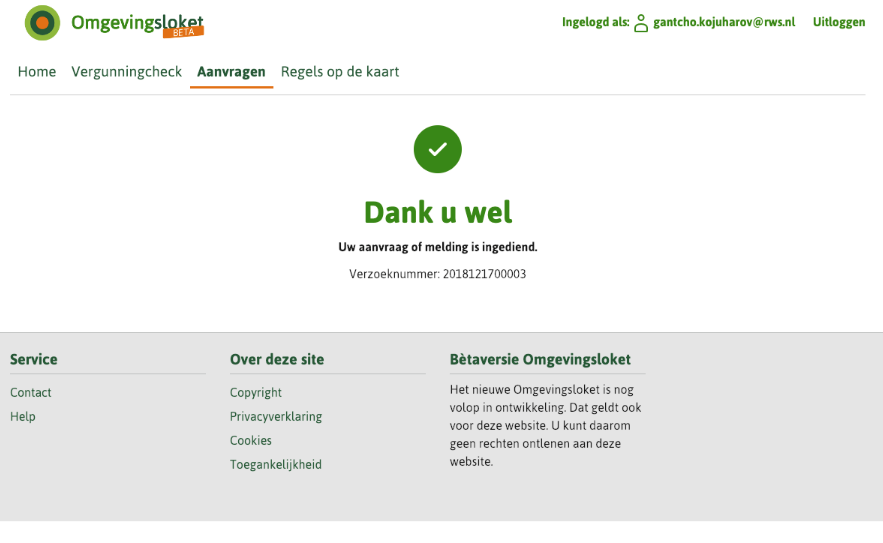 Omgevingsloket
BETA
Ingelogd als: gantcho.kojuharov@rws.nl Uitloggen
Home Vergunningcheck Aanvragen Regels op de kaart
Dank u wel
Uw aanvraag of melding is ingediend.
Verzoeknummer: 2018121700003
Service
Contact
Help
Over deze site
Copyright
Privacyverklaring
Cookies
Toegankelijkheid
Bètaversie Omgevingsloket
Het nieuwe Omgevingsloket is nog
volop in ontwikkeling. Dat geldt ook
voor deze website. U kunt daarom
geen rechten ontlenen aan deze
website.